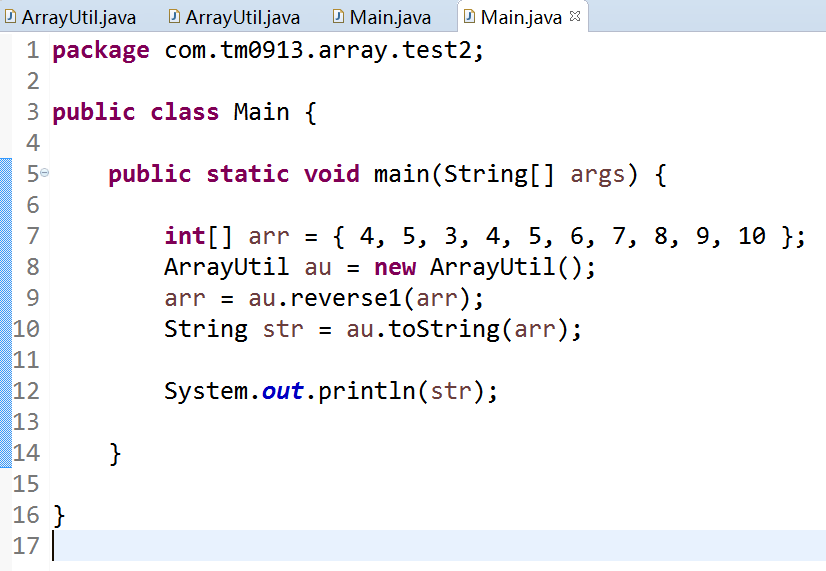 ArrayUtil.java ArrayUtil.java Main.java Main.java
1 package com.tm0913.array.test2;
2
3 public class Main {
4
5 public static void main(String[] args) {
6
7 int[] arr = { 4, 5, 3, 4, 5, 6, 7, 8, 9, 10 };
8 ArrayUtil au = new ArrayUtil();
9 arr = au.reverse1(arr);
10 String str = au.toString(arr);
11
12 System.out.println(str);
13
14 }
15
16 }
17